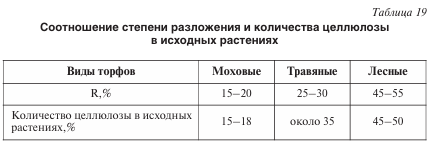 Таблица 19
Соотношение степени разложения и количества целлюлозы
в исходных растениях
Виды торфов Моховые Травяные Лесные
R,% 15–20 25–30 45–55
Количество целлюлозы в исходных
растениях,% 15–18 около 35 45–50